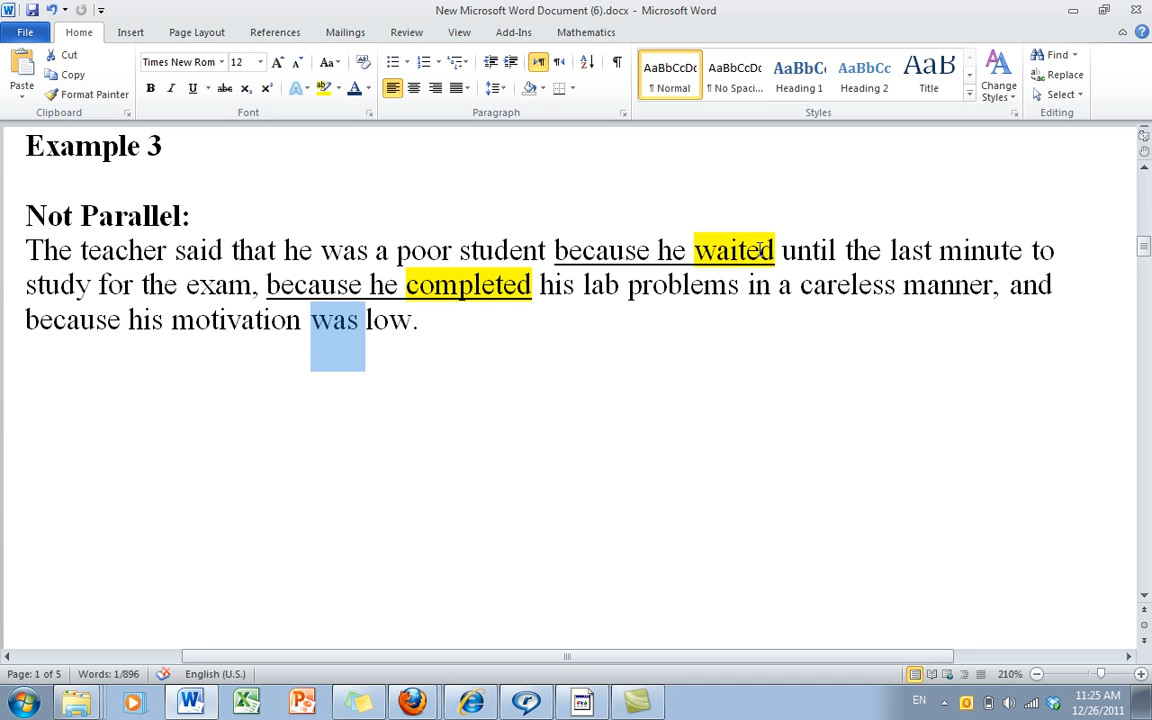 New Microsoft Word Document (6).docx - Microsoft Word
File Home Insert Page Layout References Mailings Review View Add-Ins Mathematics
Cut
Copy
Format Painter
Paste
Clipboard
Times New Rom 12
Font
Paragraph
AaBbCcDc AaBbCcDc AaBbC AaBbCc AaB
¶ Normal ¶ No Spaci... Heading 1 Heading 2 Title
Styles
Change
Styles
Find
Replace
Select
Editing
Example 3
Not Parallel:
The teacher said that he was a poor student because he waited until the last minute to
study for the exam, because he completed his lab problems in a careless manner, and
because his motivation was low.
Page: 1 of 5 Words: 1/896 English (U.S.) 210%
EN 11:25 AM
12/26/2011